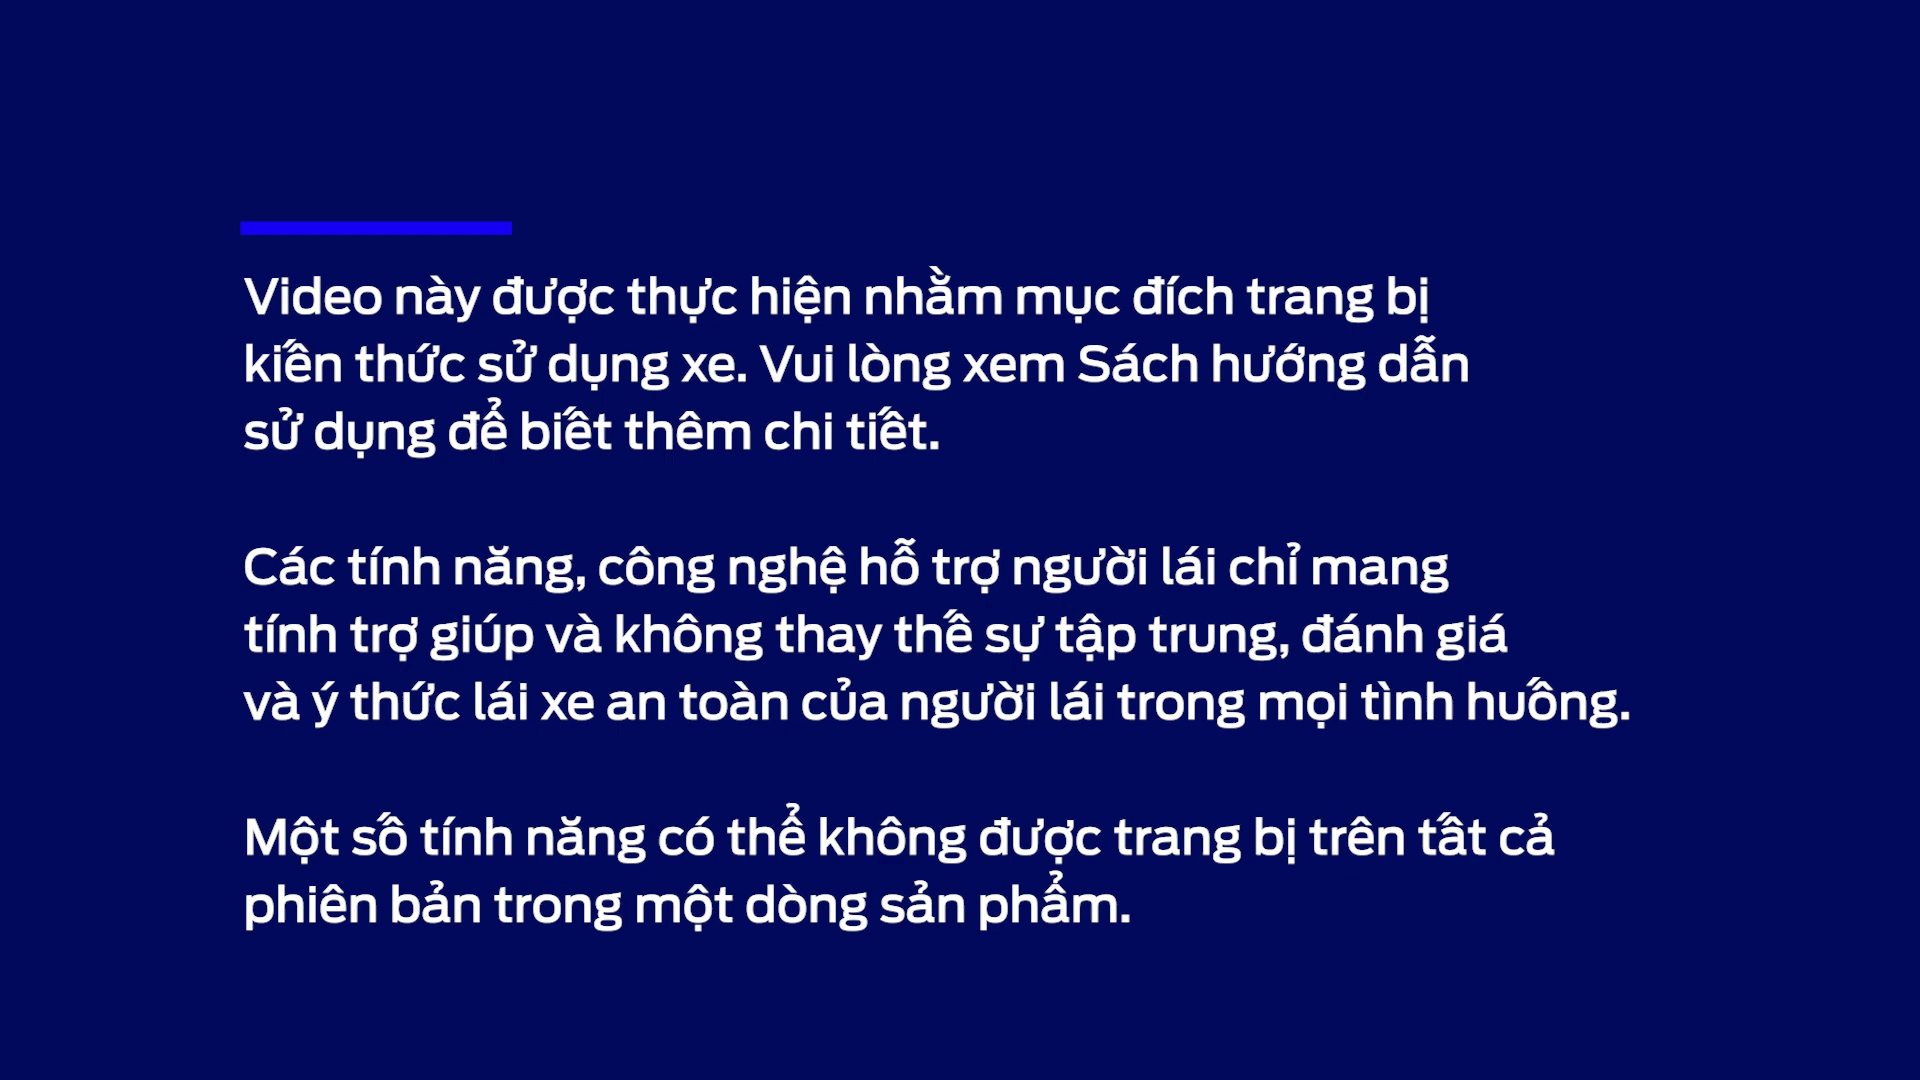 Video này được thực hiện nhằm mục đích trang bị
kiến thức sử dụng xe. Vui lòng xem Sách hướng dẫn
sử dụng để biết thêm chi tiết.
Các tính năng, công nghệ hỗ trợ người lái chỉ mang
tính trợ giúp và không thay thế sự tập trung, đánh giá
và ý thức lái xe an toàn của người lái trong mọi tình huống.
Một số tính năng có thể không được trang bị trên tất cả
phiên bản trong một dòng sản phẩm.